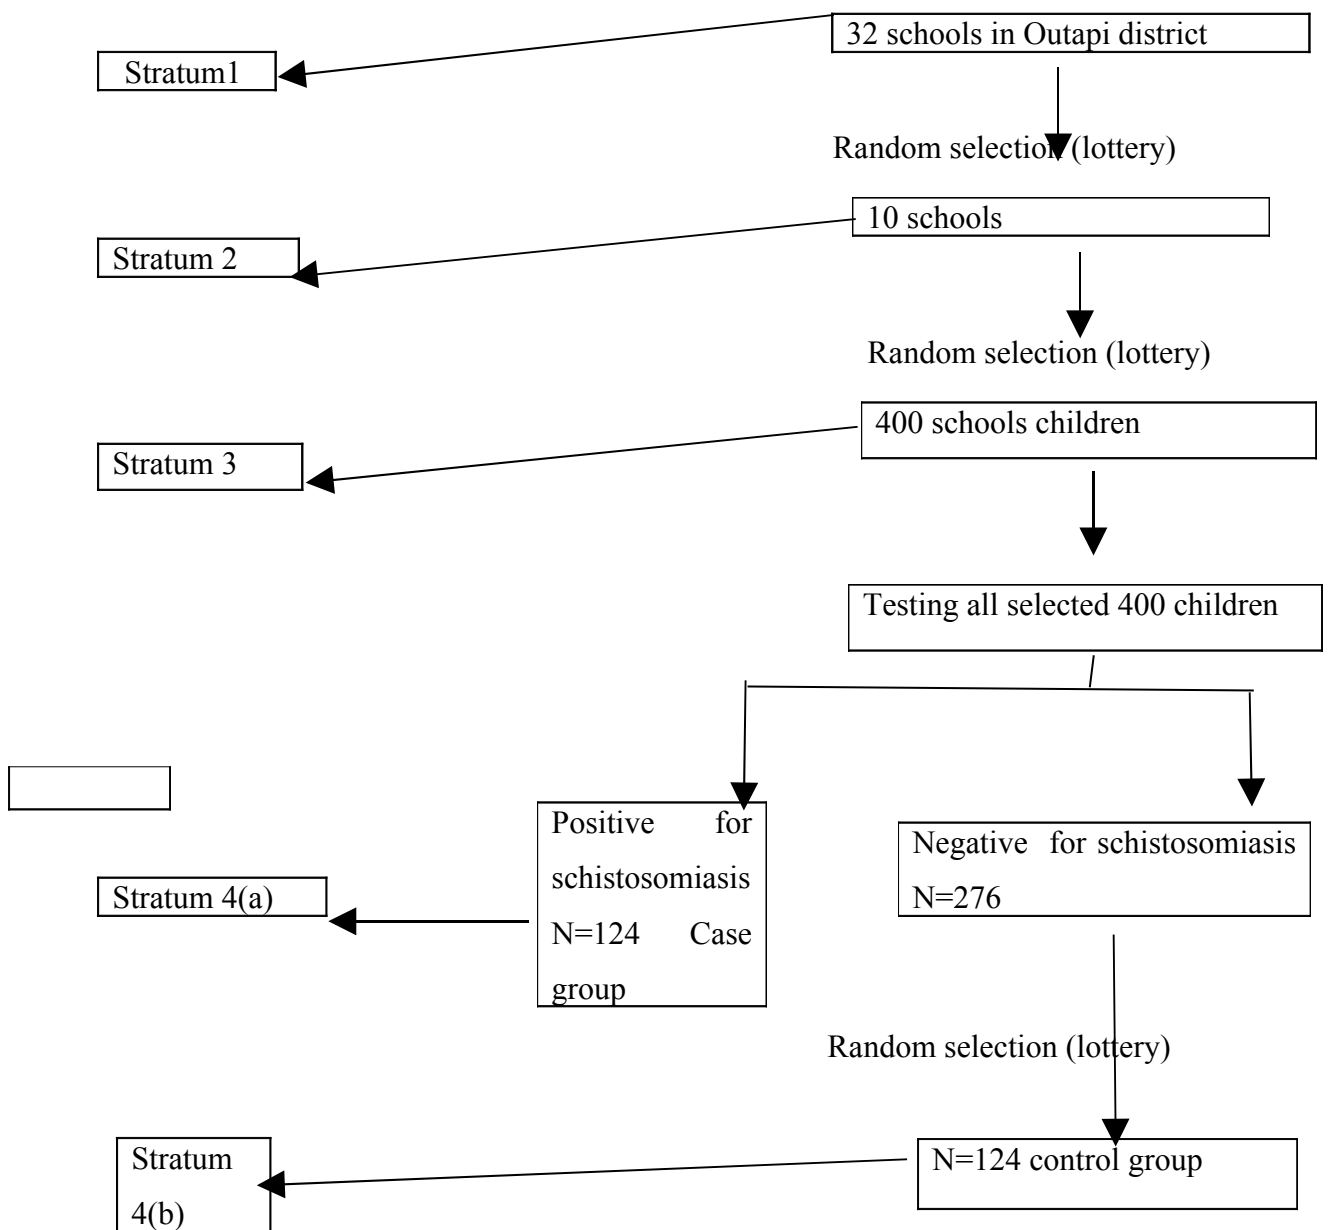 32 schools in Outapi district
Stratum1
Random selection (lottery)
10 schools
Stratum 2
Random selection (lottery)
400 schools children
Stratum 3
Testing all selected 400 children
Positive for
schistosomiasis
N=124 Case
group
Negative for schistosomiasis
N=276
Stratum 4(a)
Random selection (lottery)
N=124 control group
Stratum
4(b)